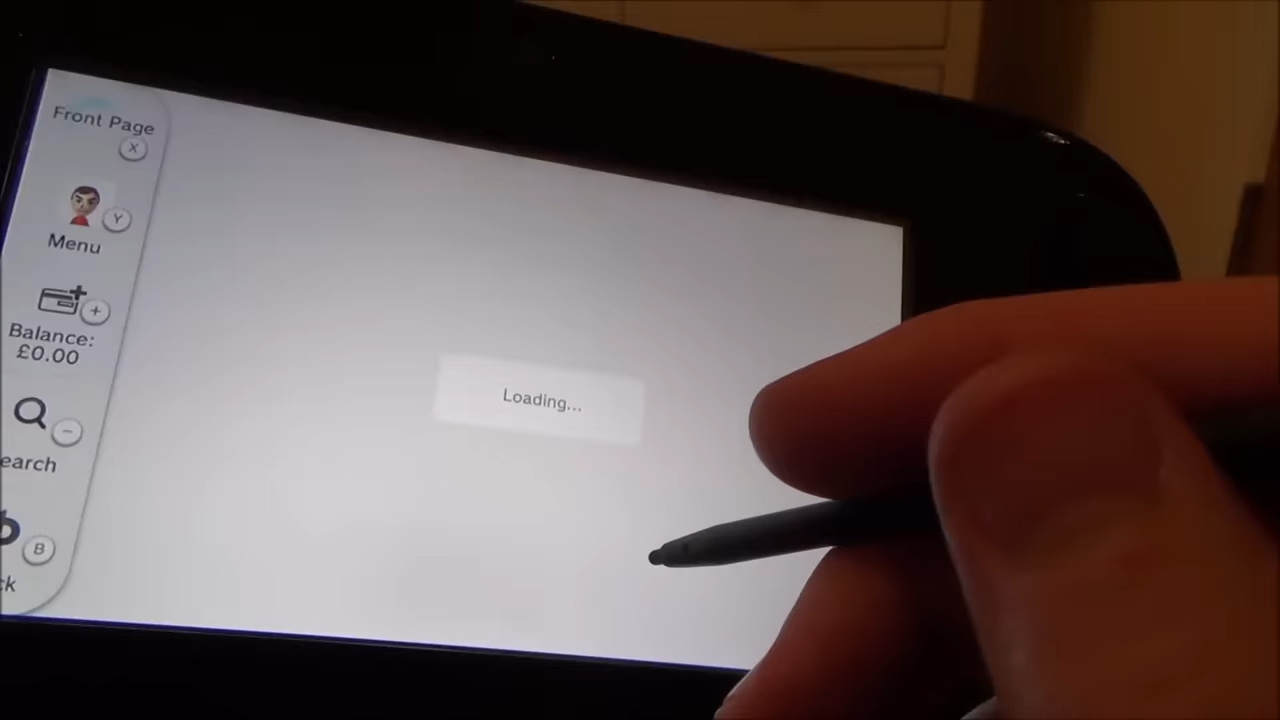 Front Page
X
Y
Menu
+
Balance:
£0.00
−
earch
B
ck
Loading...